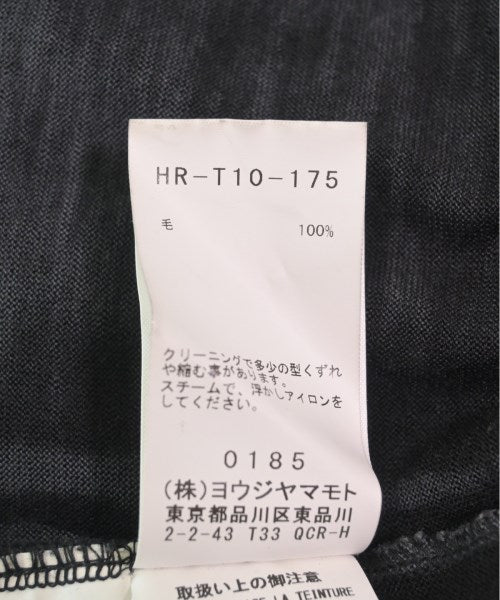 HR-T10-175
毛 100%
クリーニングで多少の型くずれ
や縮む事があります。
スチームで、浮かしアイロンを
してください。
0185
(株)ヨウジヤマモト
東京都品川区東品川
2-2-43 T33 QCR-H
取扱い上の御注意
LA TEINTURE